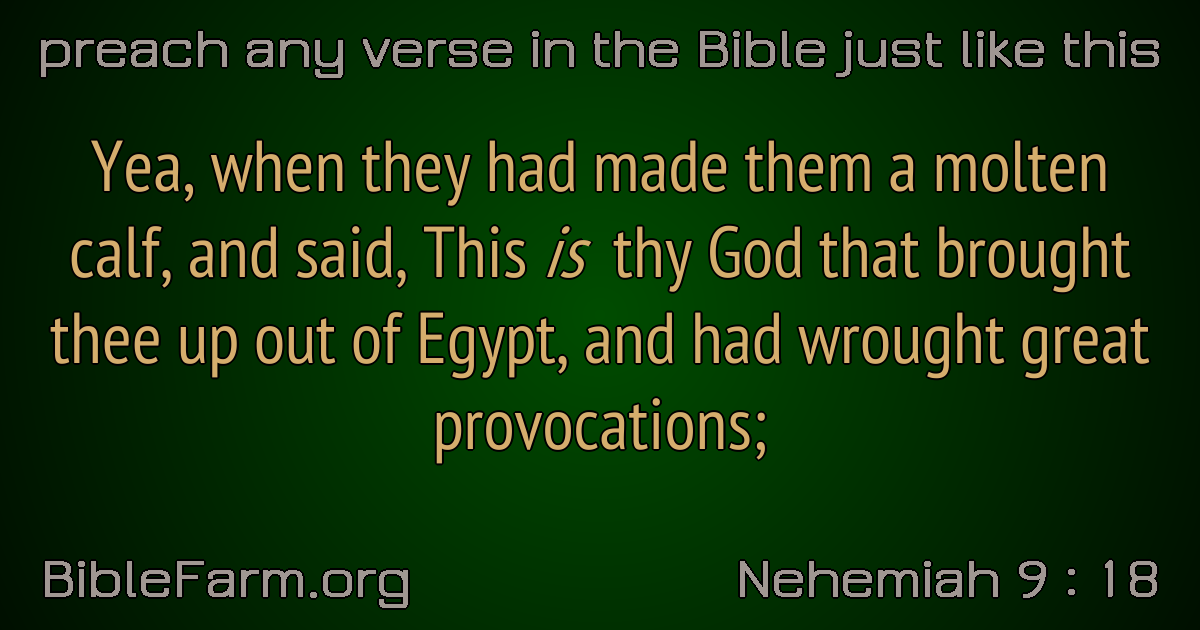 preach any verse in the Bible just like this
Yea, when they had made them a molten
calf, and said, This is thy God that brought
thee up out of Egypt, and had wrought great
provocations;
BibleFarm.org
Nehemiah 9 : 18